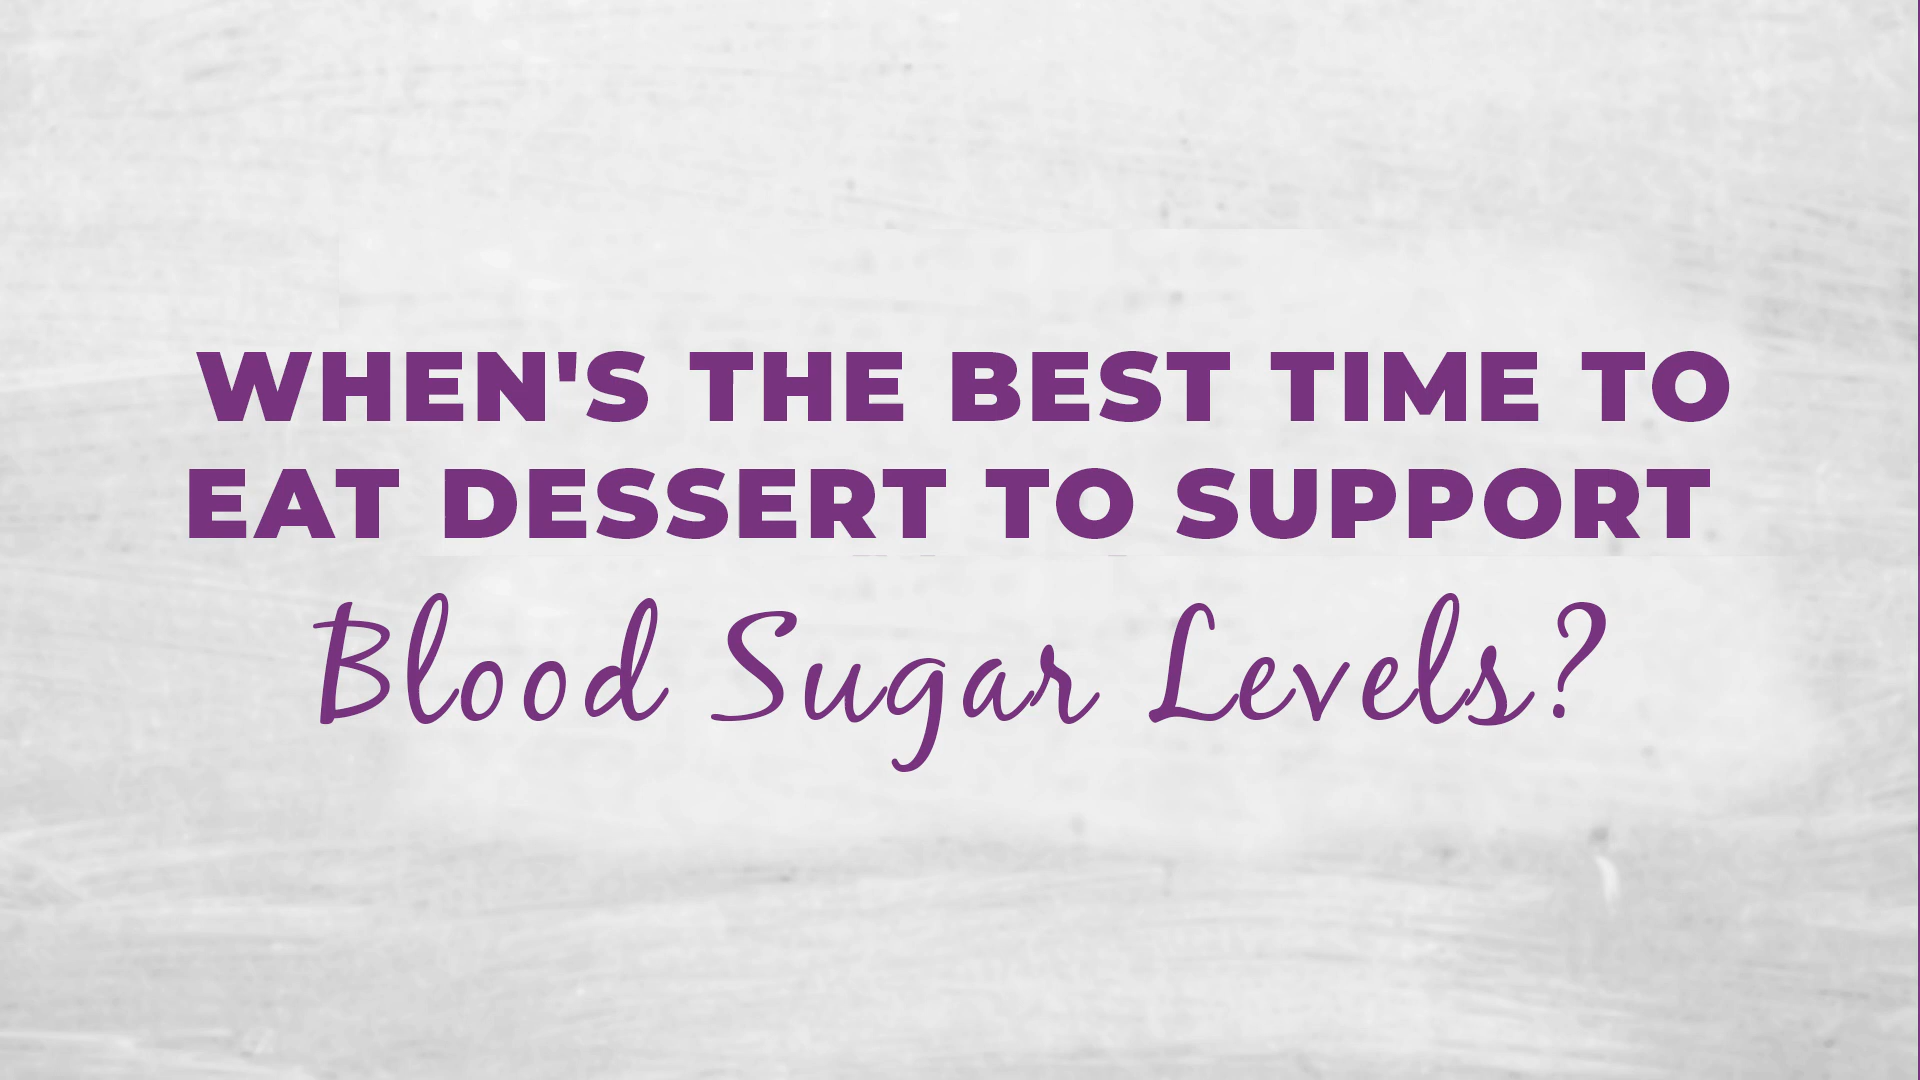 WHEN'S THE BEST TIME TO
EAT DESSERT TO SUPPORT
Blood Sugar Levels?